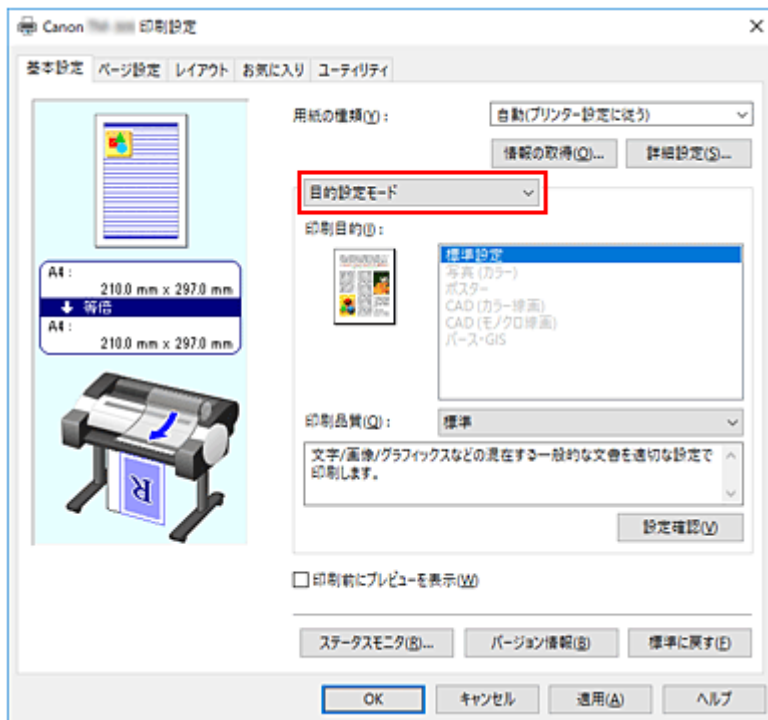 Canon 印刷設定
基本設定 ページ設定 レイアウト お気に入り ユーティリティ
用紙の種類(Y): 自動(プリンター設定に従う)
情報の取得(O)... 詳細設定(S)...
目的設定モード
印刷目的(I):
標準設定
写真 (カラー)
ポスター
CAD (カラー線画)
CAD (モノクロ線画)
パース・GIS
A4 :
210.0 mm x 297.0 mm
等倍
A4 :
210.0 mm x 297.0 mm
R
印刷品質(Q): 標準
文字/画像/グラフィックスなどの混在する一般的な文書を適切な設定で
印刷します。
設定確認(V)
印刷前にプレビューを表示(W)
ステータスモニタ(R)... バージョン情報(B) 標準に戻す(F)
OK キャンセル 適用(A) ヘルプ